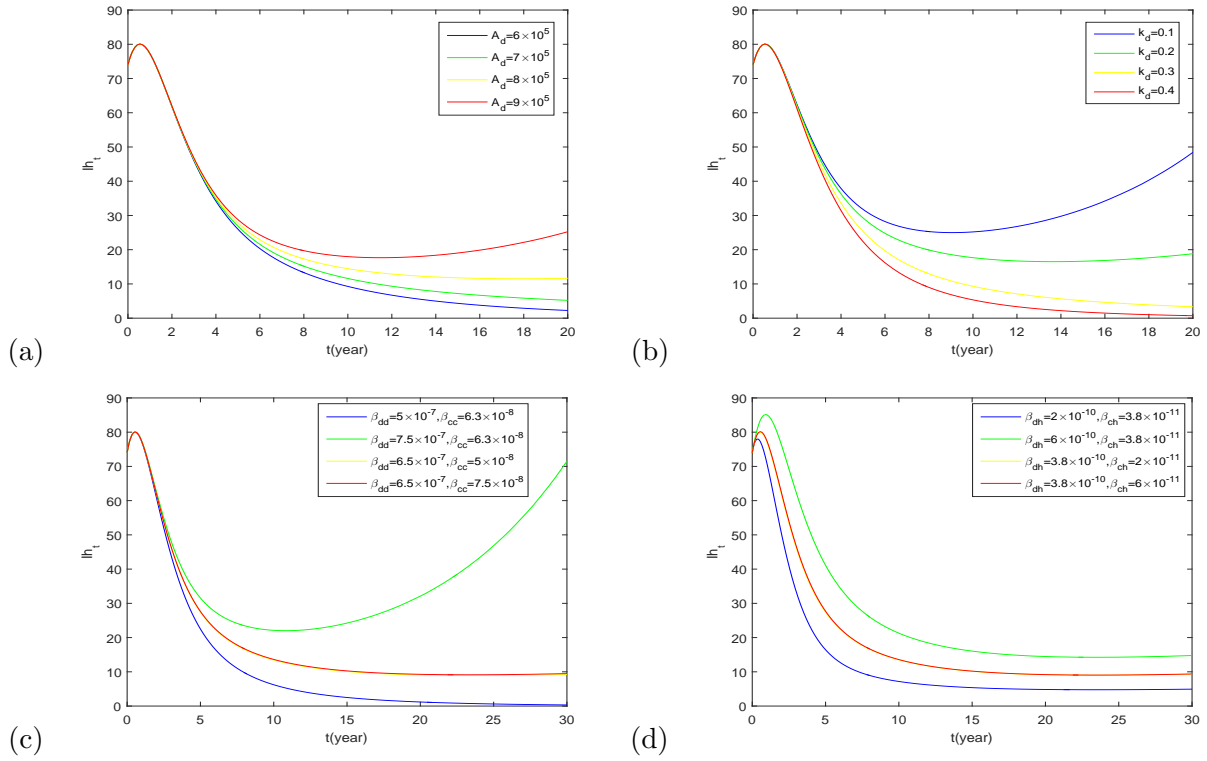 (a)
Ih_t
90
80
70
60
50
40
30
20
10
0
A_d=6×10^5
A_d=7×10^5
A_d=8×10^5
A_d=9×10^5
0 2 4 6 8 10 12 14 16 18 20
t(year)
(b)
Ih_t
90
80
70
60
50
40
30
20
10
0
k_d=0.1
k_d=0.2
k_d=0.3
k_d=0.4
0 2 4 6 8 10 12 14 16 18 20
t(year)
(c)
Ih_t
90
80
70
60
50
40
30
20
10
0
β_dd=5×10^-7,β_cc=6.3×10^-8
β_dd=7.5×10^-7,β_cc=6.3×10^-8
β_dd=6.5×10^-7,β_cc=5×10^-8
β_dd=6.5×10^-7,β_cc=7.5×10^-8
0 5 10 15 20 25 30
t(year)
(d)
Ih_t
90
80
70
60
50
40
30
20
10
0
β_dh=2×10^-10,β_ch=3.8×10^-11
β_dh=6×10^-10,β_ch=3.8×10^-11
β_dh=3.8×10^-10,β_ch=2×10^-11
β_dh=3.8×10^-10,β_ch=6×10^-11
0 5 10 15 20 25 30
t(year)